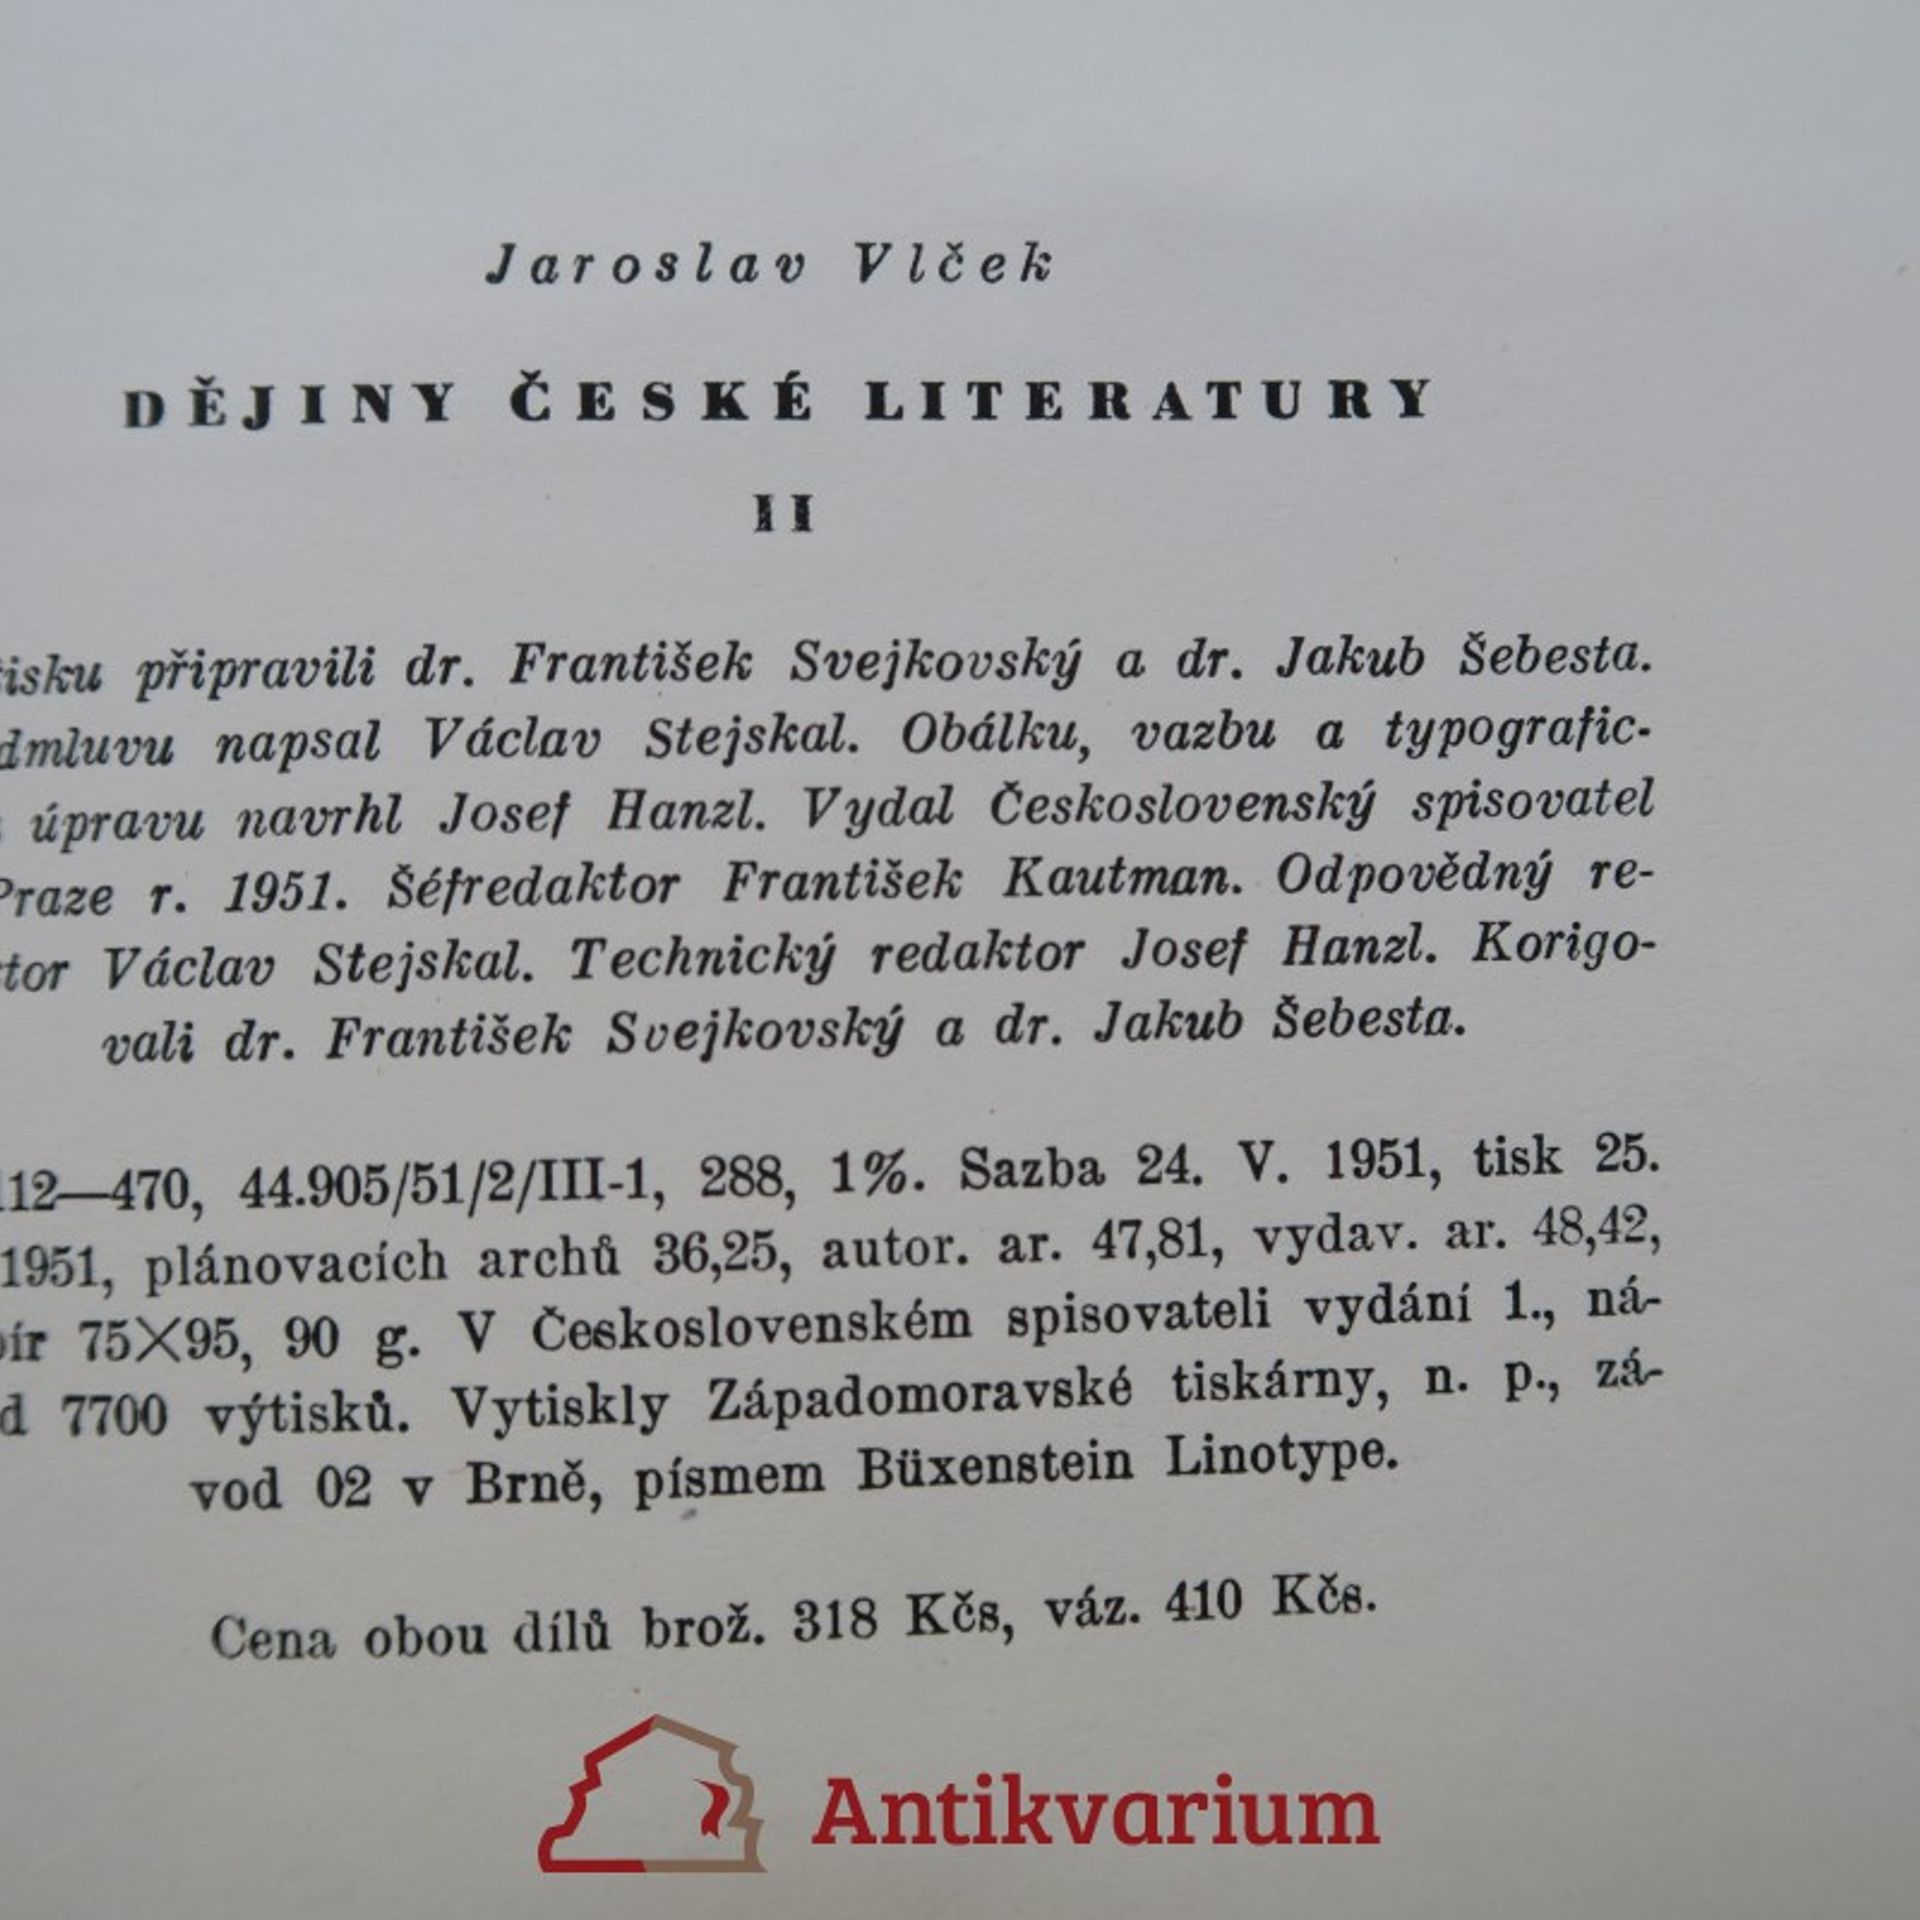 Jaroslav Vlček
DĚJINY ČESKÉ LITERATURY
II
tisku připravili dr. František Svejkovský a dr. Jakub Šebesta.
dmluvu napsal Václav Stejskal. Obálku, vazbu a typografic-
úpravu navrhl Josef Hanzl. Vydal Československý spisovatel
Praze r. 1951. Šéfredaktor František Kautman. Odpovědný re-
tor Václav Stejskal. Technický redaktor Josef Hanzl. Korigo-
vali dr. František Svejkovský a dr. Jakub Šebesta.
112—470, 44.905/51/2/III-1, 288, 1%. Sazba 24. V. 1951, tisk 25.
1951, plánovacích archů 36,25, autor. ar. 47,81, vydav. ar. 48,42,
pír 75×95, 90 g. V Československém spisovateli vydání 1., ná-
d 7700 výtisků. Vytiskly Západomoravské tiskárny, n. p., zá-
vod 02 v Brně, písmem Büxenstein Linotype.
Cena obou dílů brož. 318 Kčs, váz. 410 Kčs.
Antikvarium